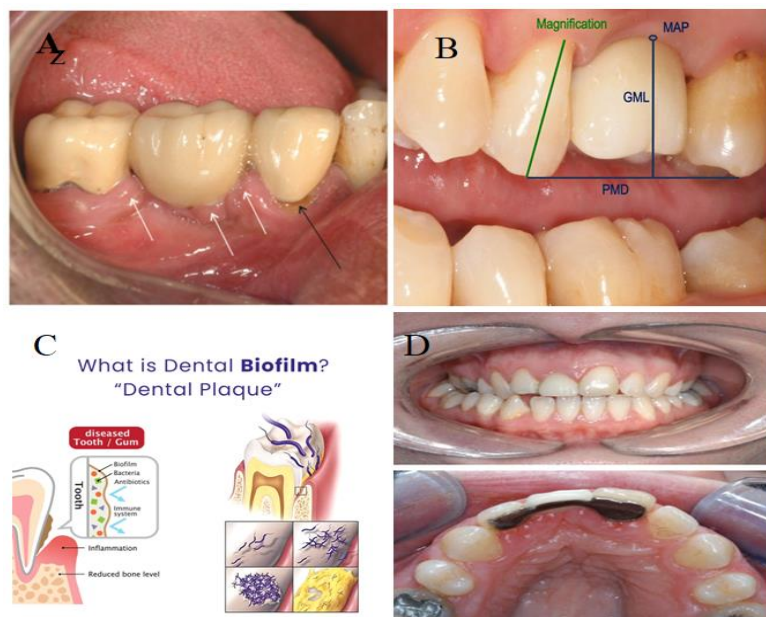 A
Z
B
Magnification
MAP
GML
PMD
C
What is Dental Biofilm?
“Dental Plaque”
diseased
Tooth / Gum
Tooth
Biofilm
Bacteria
Antibiotics
Immune
system
Inflammation
Reduced bone level
D